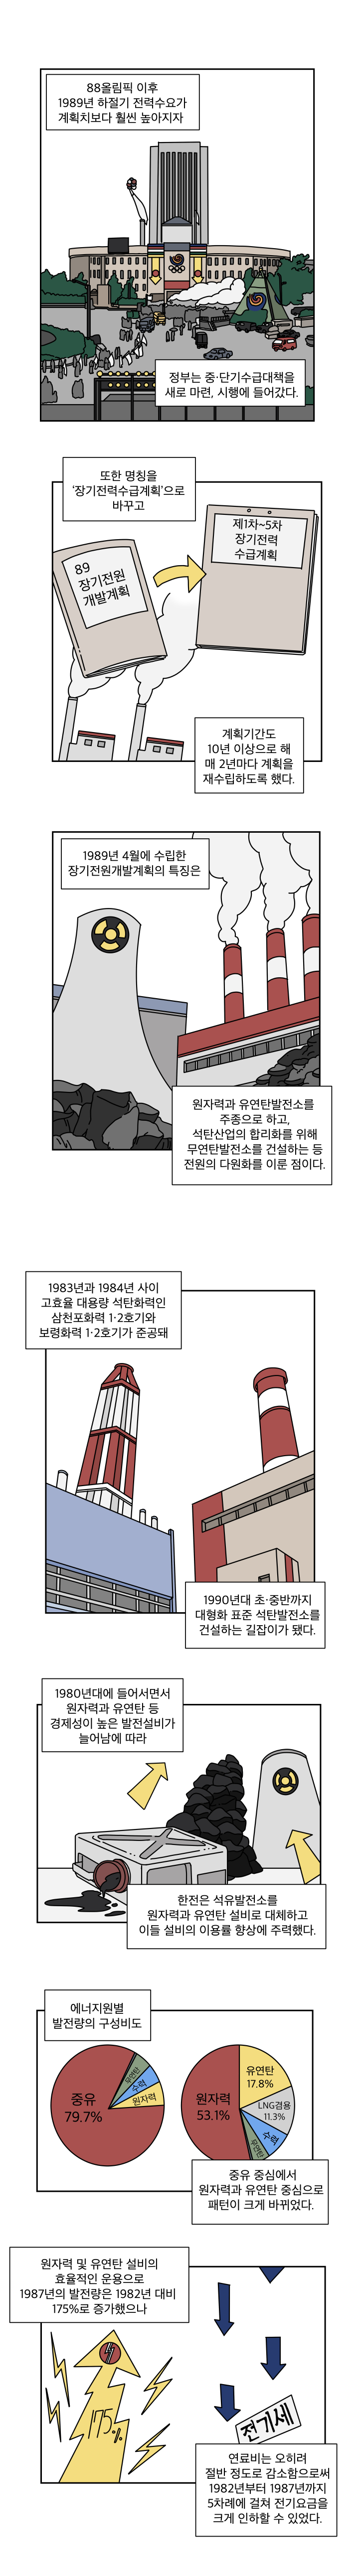 88올림픽 이후
1989년 하절기 전력수요가
계획치보다 훨씬 높아지자
정부는 중·단기수급대책을
새로 마련, 시행에 들어갔다.
또한 명칭을
'장기전력수급계획'으로
바꾸고
89
장기전원
개발계획
제1차~5차
장기전력
수급계획
계획기간도
10년 이상으로 해
매 2년마다 계획을
재수립하도록 했다.
1989년 4월에 수립한
장기전원개발계획의 특징은
원자력과 유연탄발전소를
주종으로 하고,
석탄산업의 합리화를 위해
무연탄발전소를 건설하는 등
전원의 다원화를 이룬 점이다.
1983년과 1984년 사이
고효율 대용량 석탄화력인
삼천포화력 1·2호기와
보령화력 1·2호기가 준공돼
1990년대 초·중반까지
대형화 표준 석탄발전소를
건설하는 길잡이가 됐다.
1980년대에 들어서면서
원자력과 유연탄 등
경제성이 높은 발전설비가
늘어남에 따라
한전은 석유발전소를
원자력과 유연탄 설비로 대체하고
이들 설비의 이용률 향상에 주력했다.
에너지원별
발전량의 구성비도
중유
79.7%
무연탄
수력
원자력
원자력
53.1%
유연탄
17.8%
LNG겸용
11.3%
수력
중유 중심에서
원자력과 유연탄 중심으로
패턴이 크게 바뀌었다.
원자력 및 유연탄 설비의
효율적인 운용으로
1987년의 발전량은 1982년 대비
175%로 증가했으나
175%
전기세
연료비는 오히려
절반 정도로 감소함으로써
1982년부터 1987년까지
5차례에 걸쳐 전기요금을
크게 인하할 수 있었다.